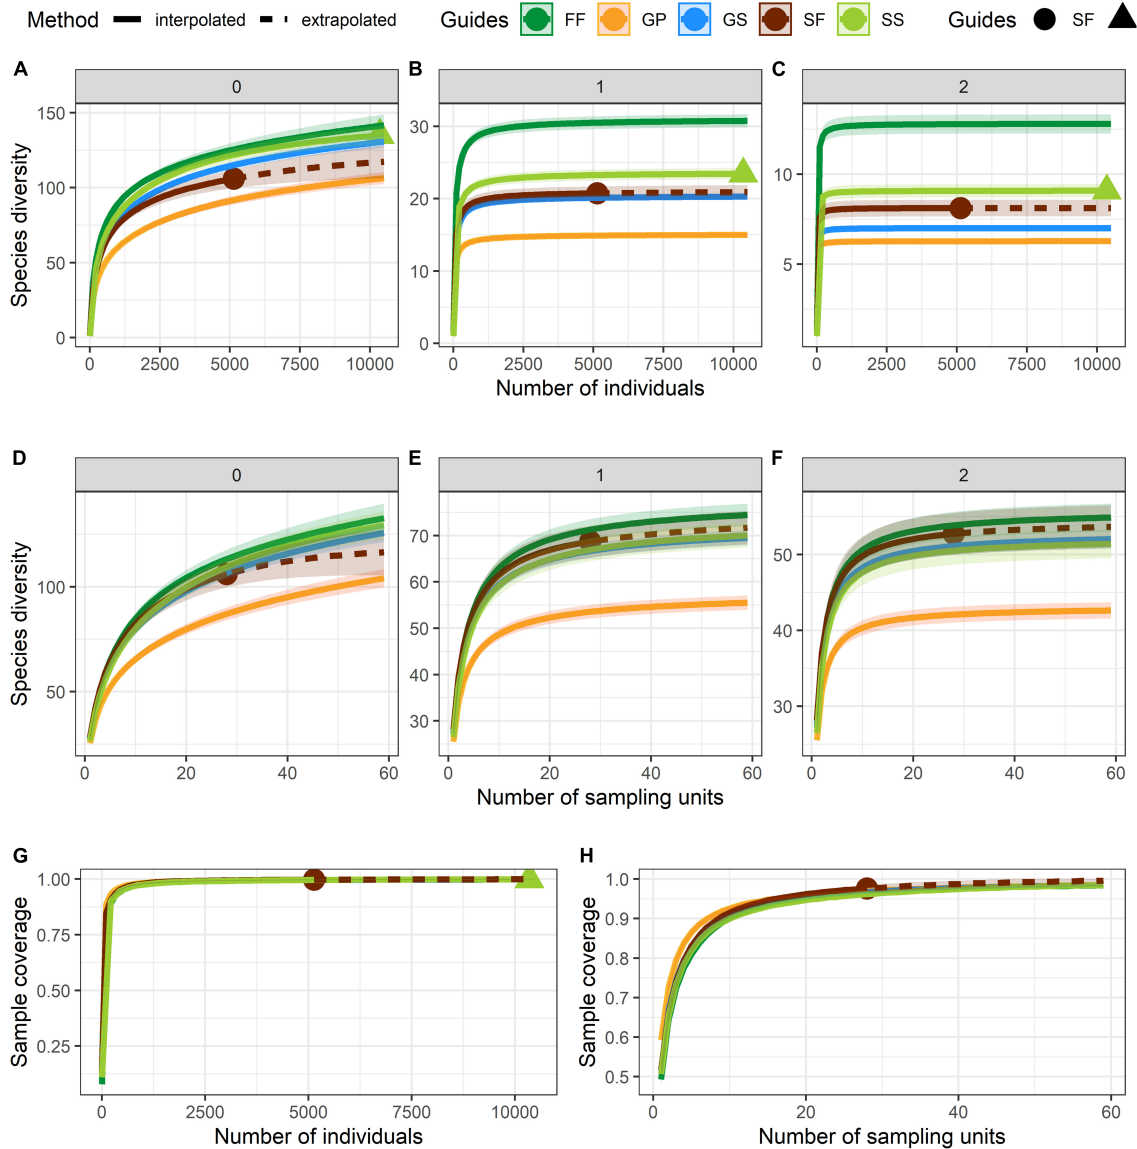 Method interpolated extrapolated Guides FF GP GS SF SS Guides SF
A 0 B 1 C 2
Species diversity
150
100
50
0
0 2500 5000 7500 10000
30
20
10
0
0 2500 5000 7500 10000
10
5
0 2500 5000 7500 10000
Number of individuals
D 0 E 1 F 2
Species diversity
100
50
0 20 40 60
70
60
50
40
30
0 20 40 60
50
40
30
0 20 40 60
Number of sampling units
G H
Sample coverage
1.00
0.75
0.50
0.25
0 2500 5000 7500 10000
Number of individuals
Sample coverage
1.0
0.9
0.8
0.7
0.6
0.5
0 20 40 60
Number of sampling units